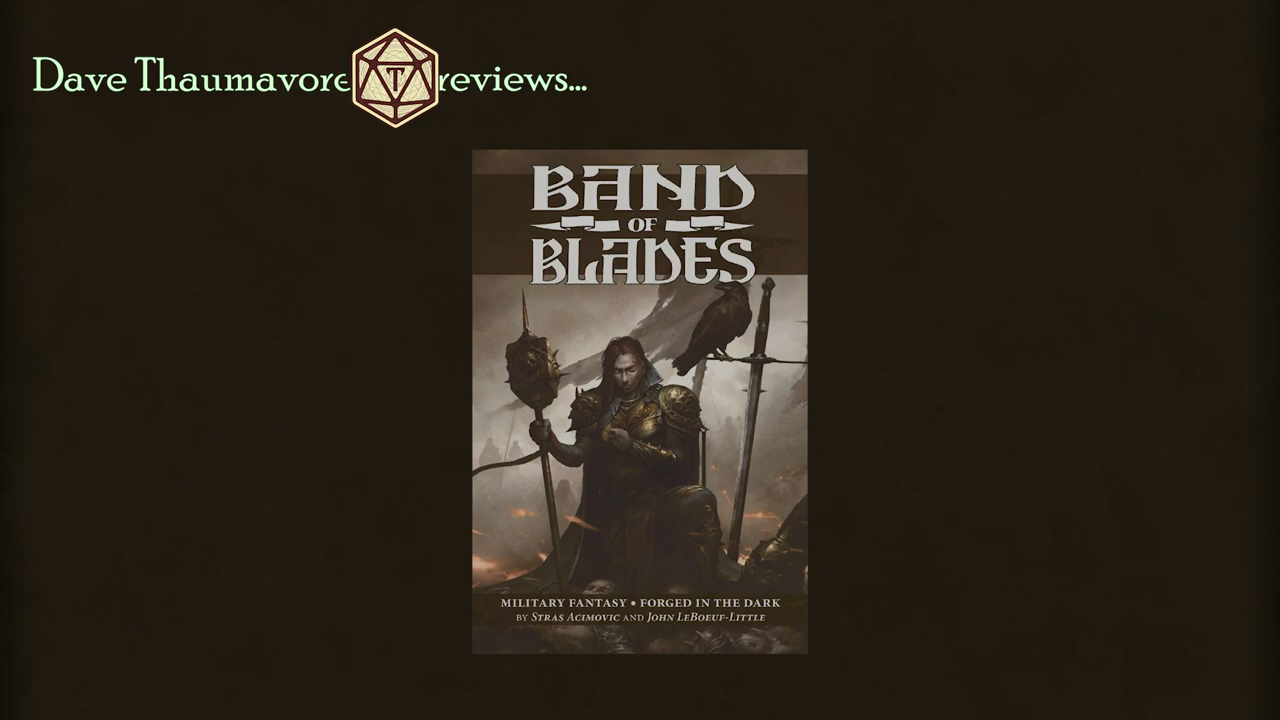 Dave Thaumavore T reviews...
BAND
OF
BLADES
MILITARY FANTASY • FORGED IN THE DARK
BY STRAS ACIMOVIC AND JOHN LEBOEUF-LITTLE